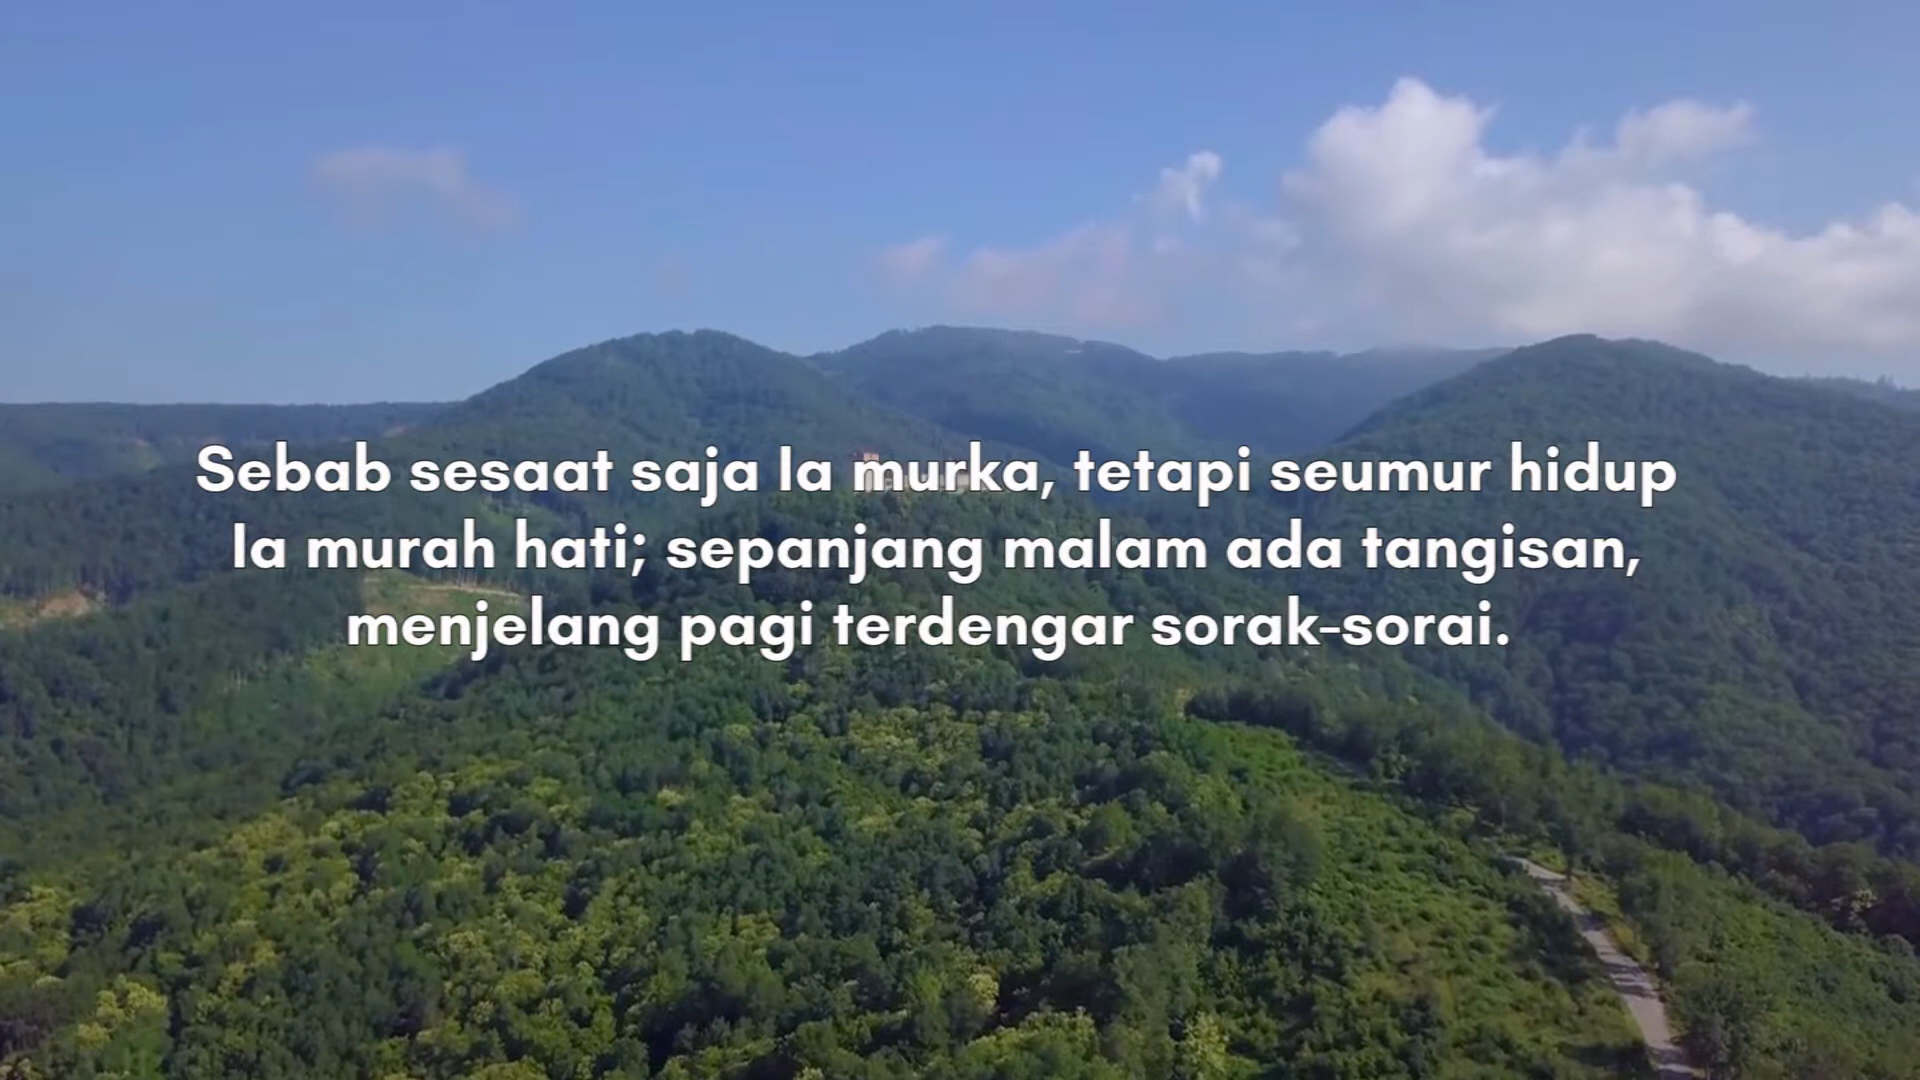 Sebab sesaat saja Ia murka, tetapi seumur hidup
Ia murah hati; sepanjang malam ada tangisan,
menjelang pagi terdengar sorak-sorai.